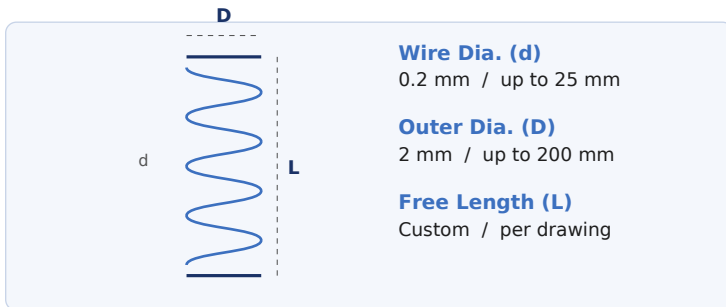 D
d
L
Wire Dia. (d)
0.2 mm / up to 25 mm
Outer Dia. (D)
2 mm / up to 200 mm
Free Length (L)
Custom / per drawing